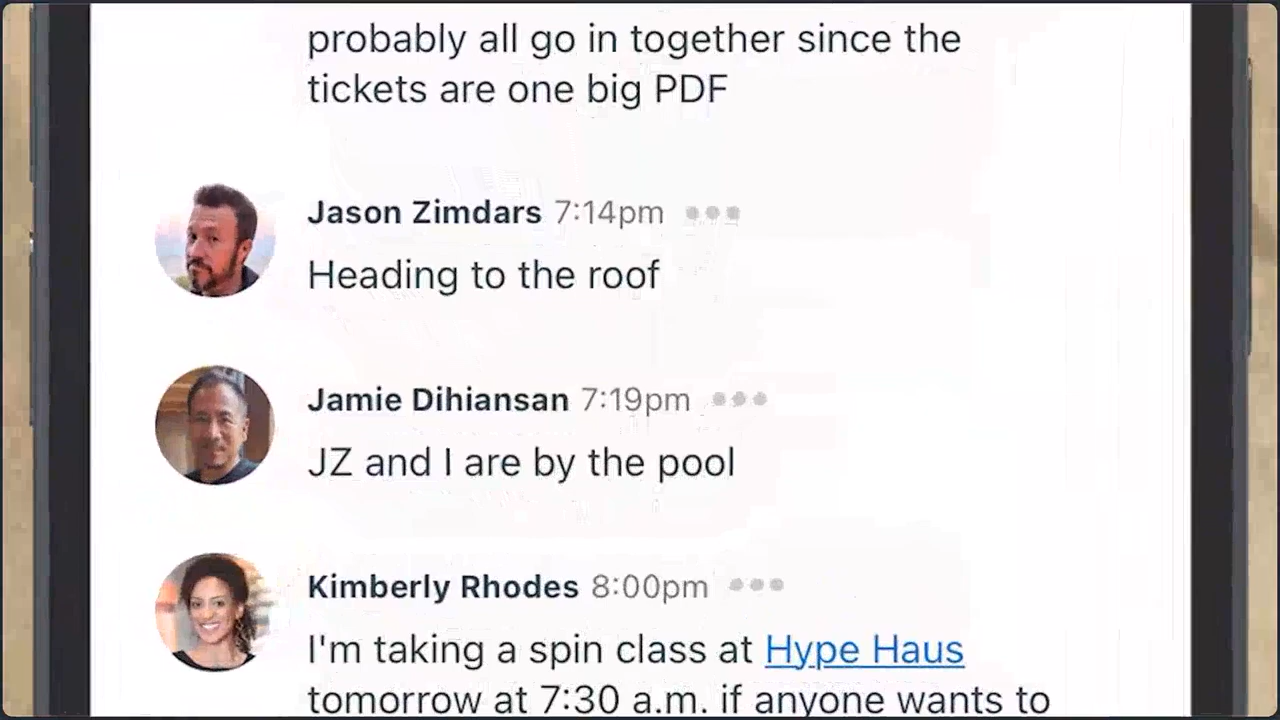 probably all go in together since the
tickets are one big PDF
Jason Zimdars 7:14pm
Heading to the roof
Jamie Dihiansan 7:19pm
JZ and I are by the pool
Kimberly Rhodes 8:00pm
I'm taking a spin class at Hype Haus
tomorrow at 7:30 a.m. if anyone wants to